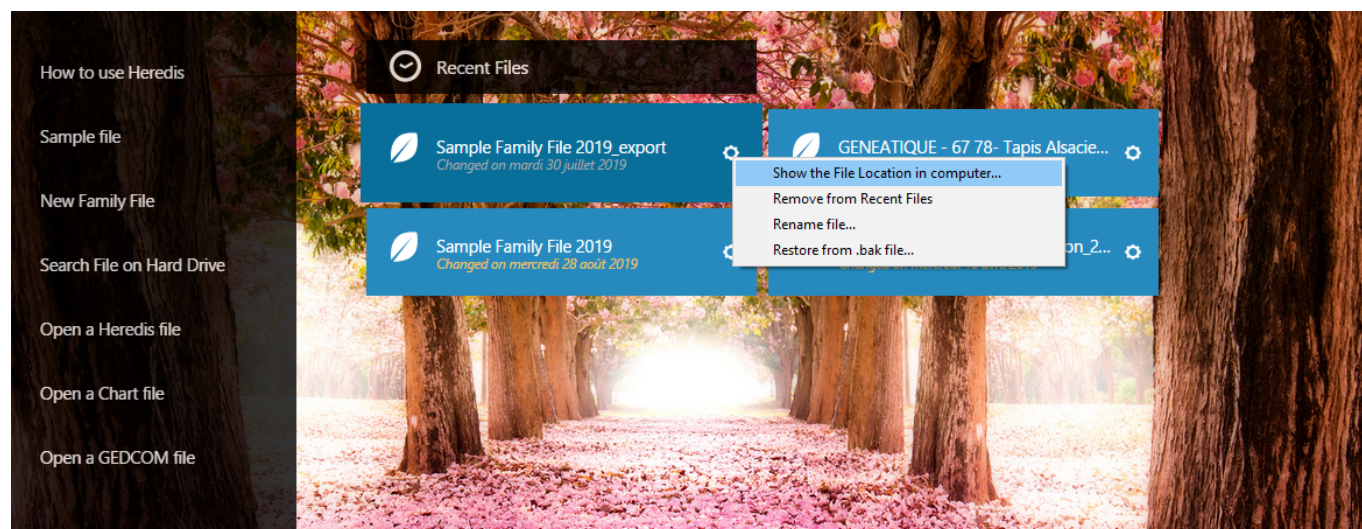 How to use Heredis
Sample file
New Family File
Search File on Hard Drive
Open a Heredis file
Open a Chart file
Open a GEDCOM file
Recent Files
Sample Family File 2019_export
Changed on mardi 30 juillet 2019
GENEATIQUE - 67 78- Tapis Alsacie...
Show the File Location in computer...
Remove from Recent Files
Rename file...
Restore from .bak file...
Sample Family File 2019
Changed on mercredi 28 août 2019